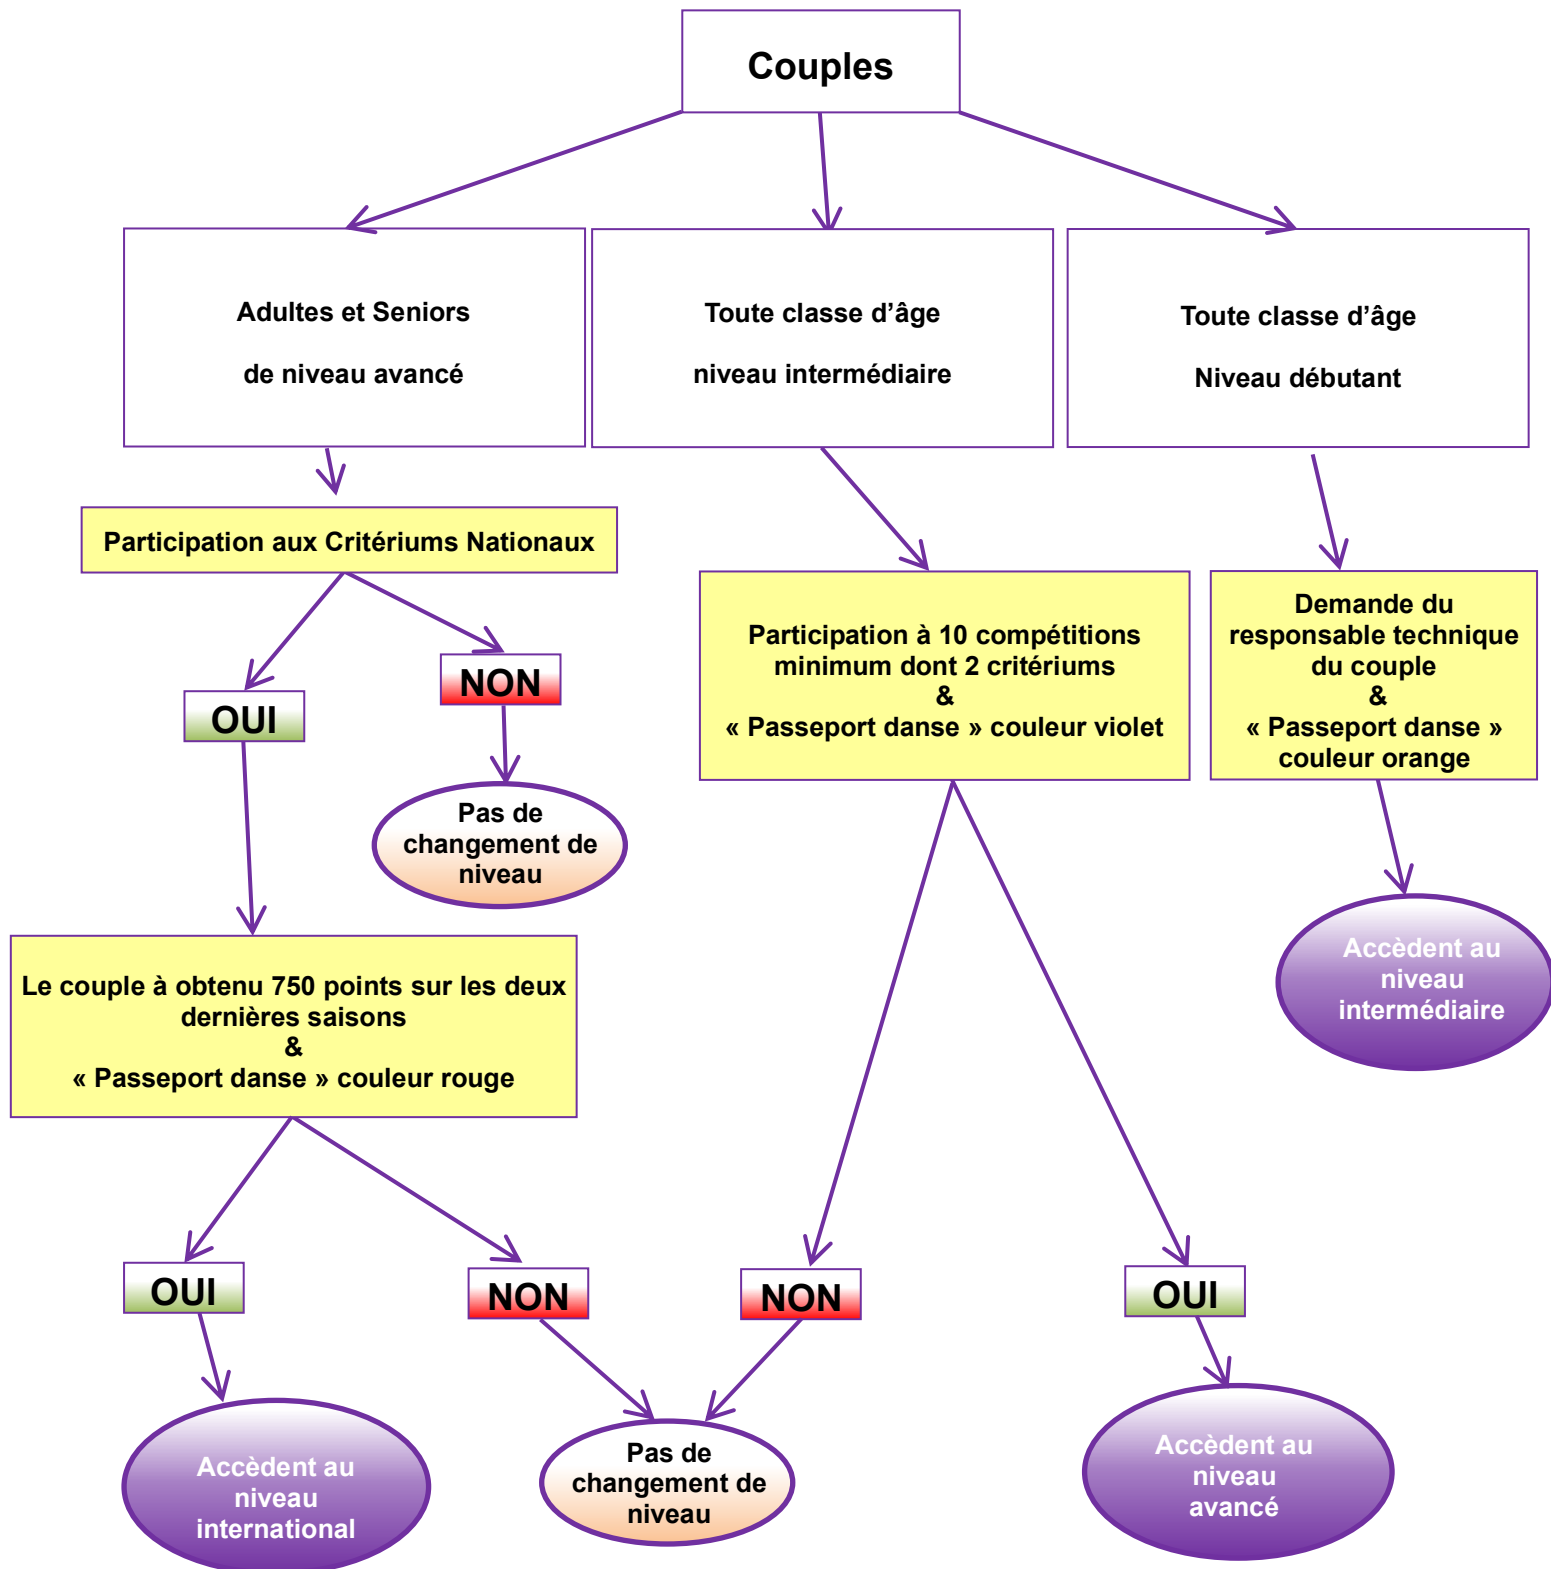 Couples
Adultes et Seniors
de niveau avancé
Toute classe d’âge
niveau intermédiaire
Toute classe d’âge
Niveau débutant
Participation aux Critériums Nationaux
OUI
NON
Pas de
changement de
niveau
Participation à 10 compétitions
minimum dont 2 critériums
&
« Passeport danse » couleur violet
Demande du
responsable technique
du couple
&
« Passeport danse »
couleur orange
Accèdent au
niveau
intermédiaire
Le couple à obtenu 750 points sur les deux
dernières saisons
&
« Passeport danse » couleur rouge
OUI
NON
NON
OUI
Accèdent au
niveau
international
Pas de
changement de
niveau
Accèdent au
niveau
avancé